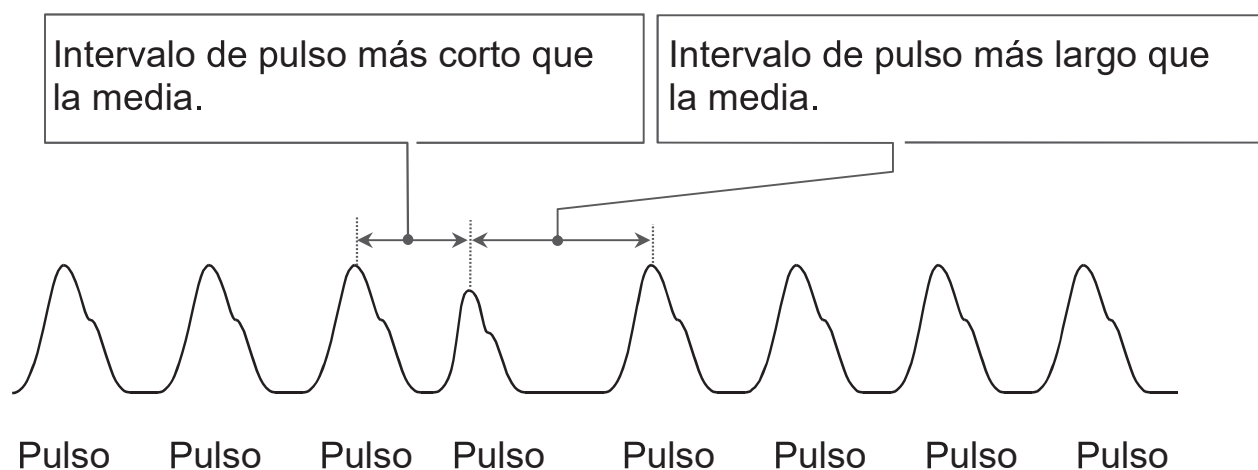 Intervalo de pulso más corto que
la media.
Intervalo de pulso más largo que
la media.
Pulso Pulso Pulso Pulso Pulso Pulso Pulso Pulso